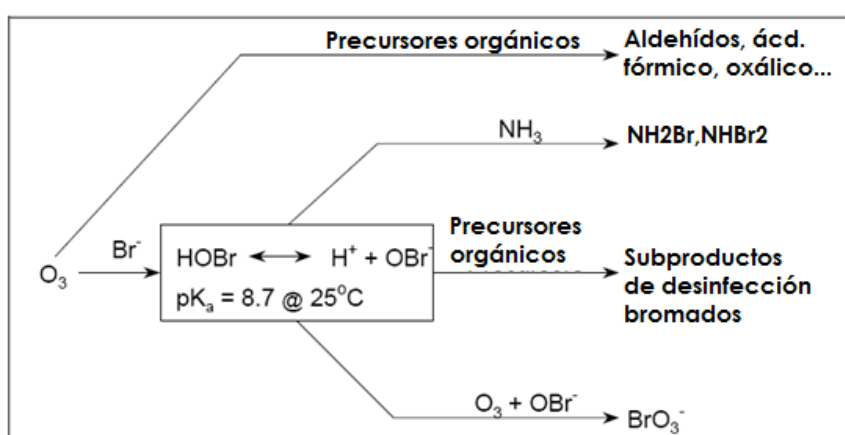 Precursores orgánicos
Aldehídos, ácd.
fórmico, oxálico...
NH₃
NH2Br,NHBr2
Precursores
orgánicos
Br⁻
O₃
HOBr ⟷ H⁺ + OBr⁻
pKₐ = 8.7 @ 25°C
Subproductos
de desinfección
bromados
O₃ + OBr⁻
BrO₃⁻